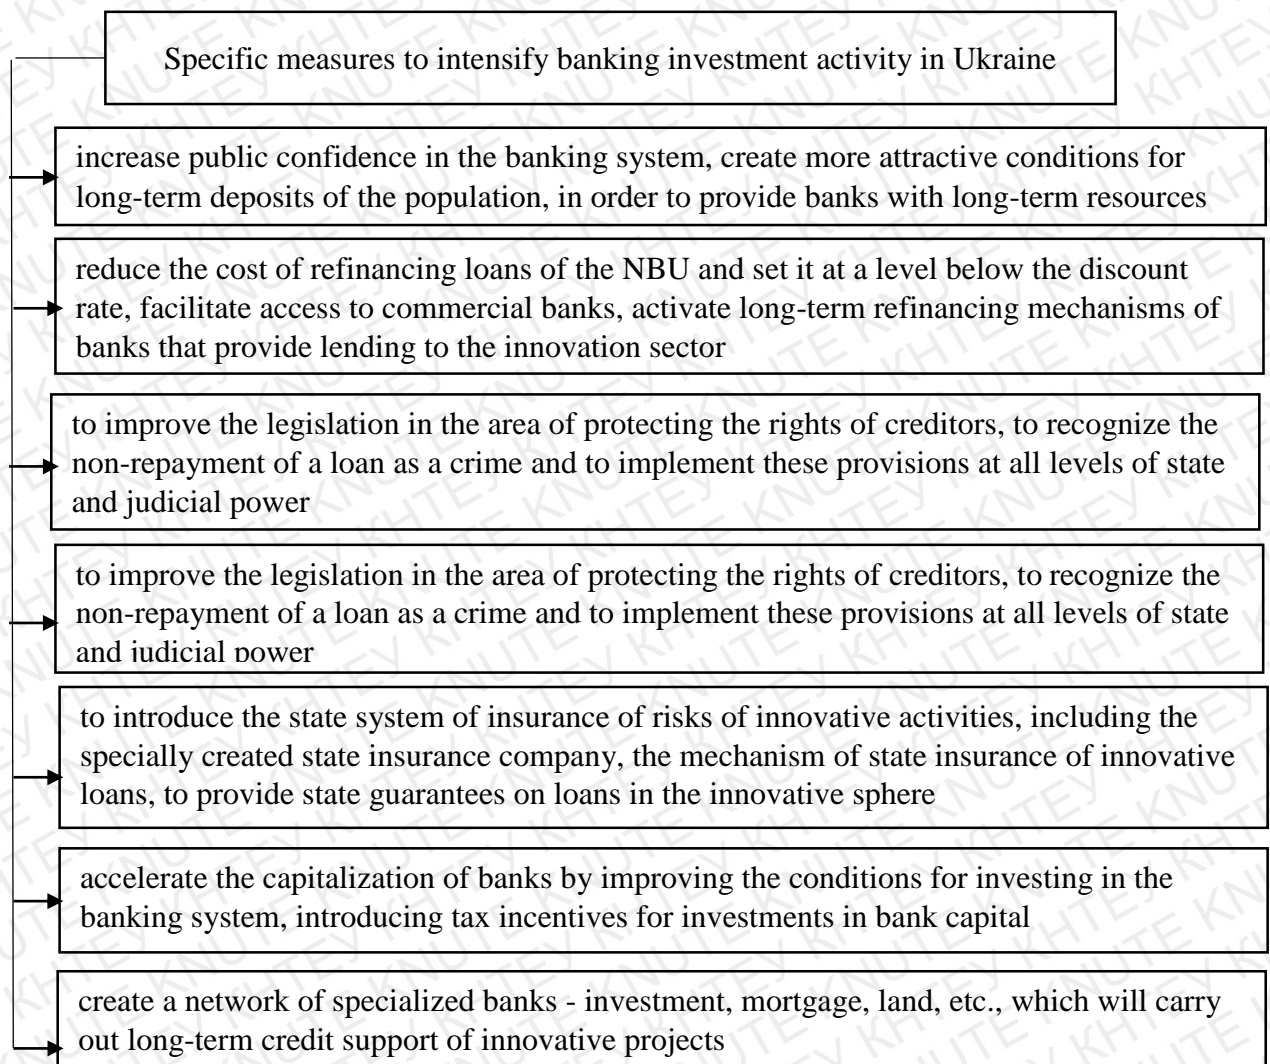 Specific measures to intensify banking investment activity in Ukraine
increase public confidence in the banking system, create more attractive conditions for
long-term deposits of the population, in order to provide banks with long-term resources
reduce the cost of refinancing loans of the NBU and set it at a level below the discount
rate, facilitate access to commercial banks, activate long-term refinancing mechanisms of
banks that provide lending to the innovation sector
to improve the legislation in the area of protecting the rights of creditors, to recognize the
non-repayment of a loan as a crime and to implement these provisions at all levels of state
and judicial power
to improve the legislation in the area of protecting the rights of creditors, to recognize the
non-repayment of a loan as a crime and to implement these provisions at all levels of state
and judicial power
to introduce the state system of insurance of risks of innovative activities, including the
specially created state insurance company, the mechanism of state insurance of innovative
loans, to provide state guarantees on loans in the innovative sphere
accelerate the capitalization of banks by improving the conditions for investing in the
banking system, introducing tax incentives for investments in bank capital
create a network of specialized banks - investment, mortgage, land, etc., which will carry
out long-term credit support of innovative projects